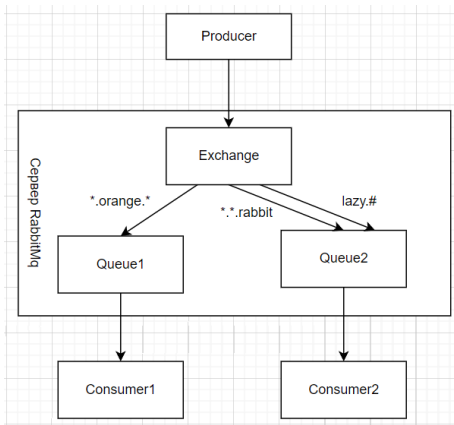 Producer
Сервер RabbitMq
Exchange
*.orange.*
*.*.rabbit
lazy.#
Queue1
Queue2
Consumer1
Consumer2